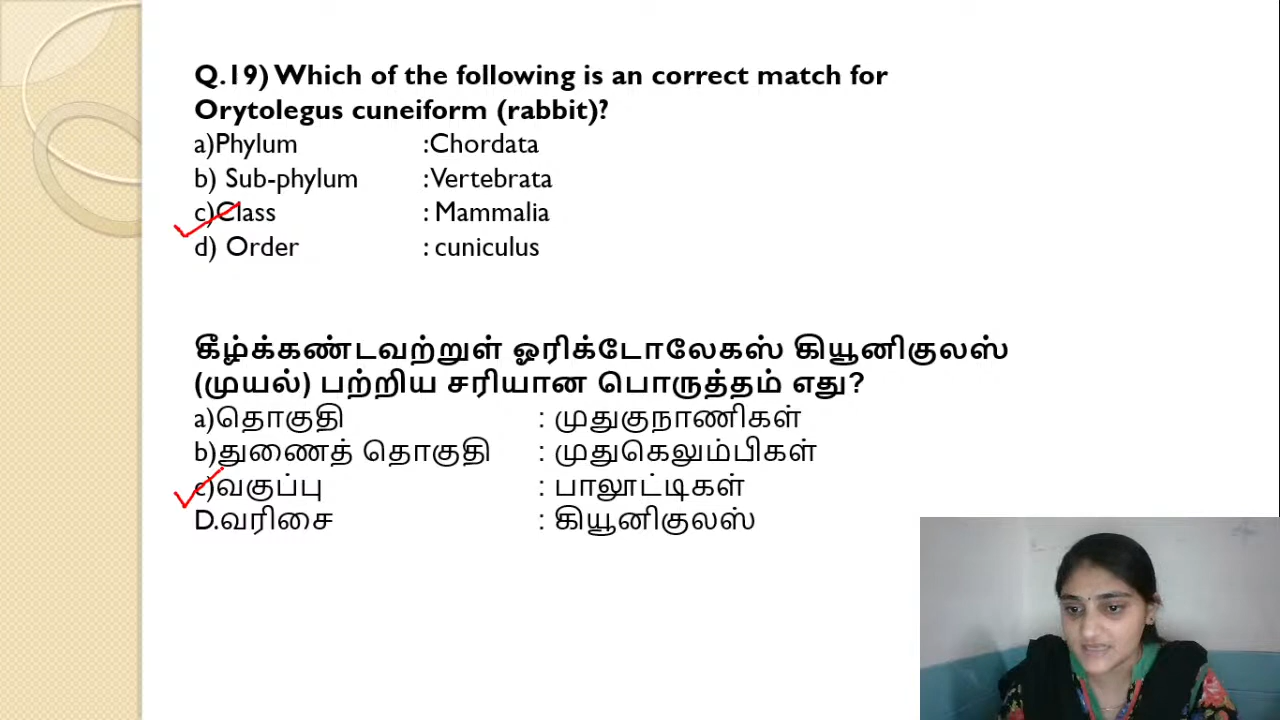 Q.19) Which of the following is an correct match for
Orytolegus cuneiform (rabbit)?
a)Phylum :Chordata
b) Sub-phylum :Vertebrata
c)Class : Mammalia
d) Order : cuniculus
கீழ்க்கண்டவற்றுள் ஓரிக்டோலேகஸ் கியூனிகுலஸ்
(முயல்) பற்றிய சரியான பொருத்தம் எது?
a)தொகுதி : முதுகுநாணிகள்
b)துணைத் தொகுதி : முதுகெலும்பிகள்
c)வகுப்பு : பாலூட்டிகள்
D.வரிசை : கியூனிகுலஸ்